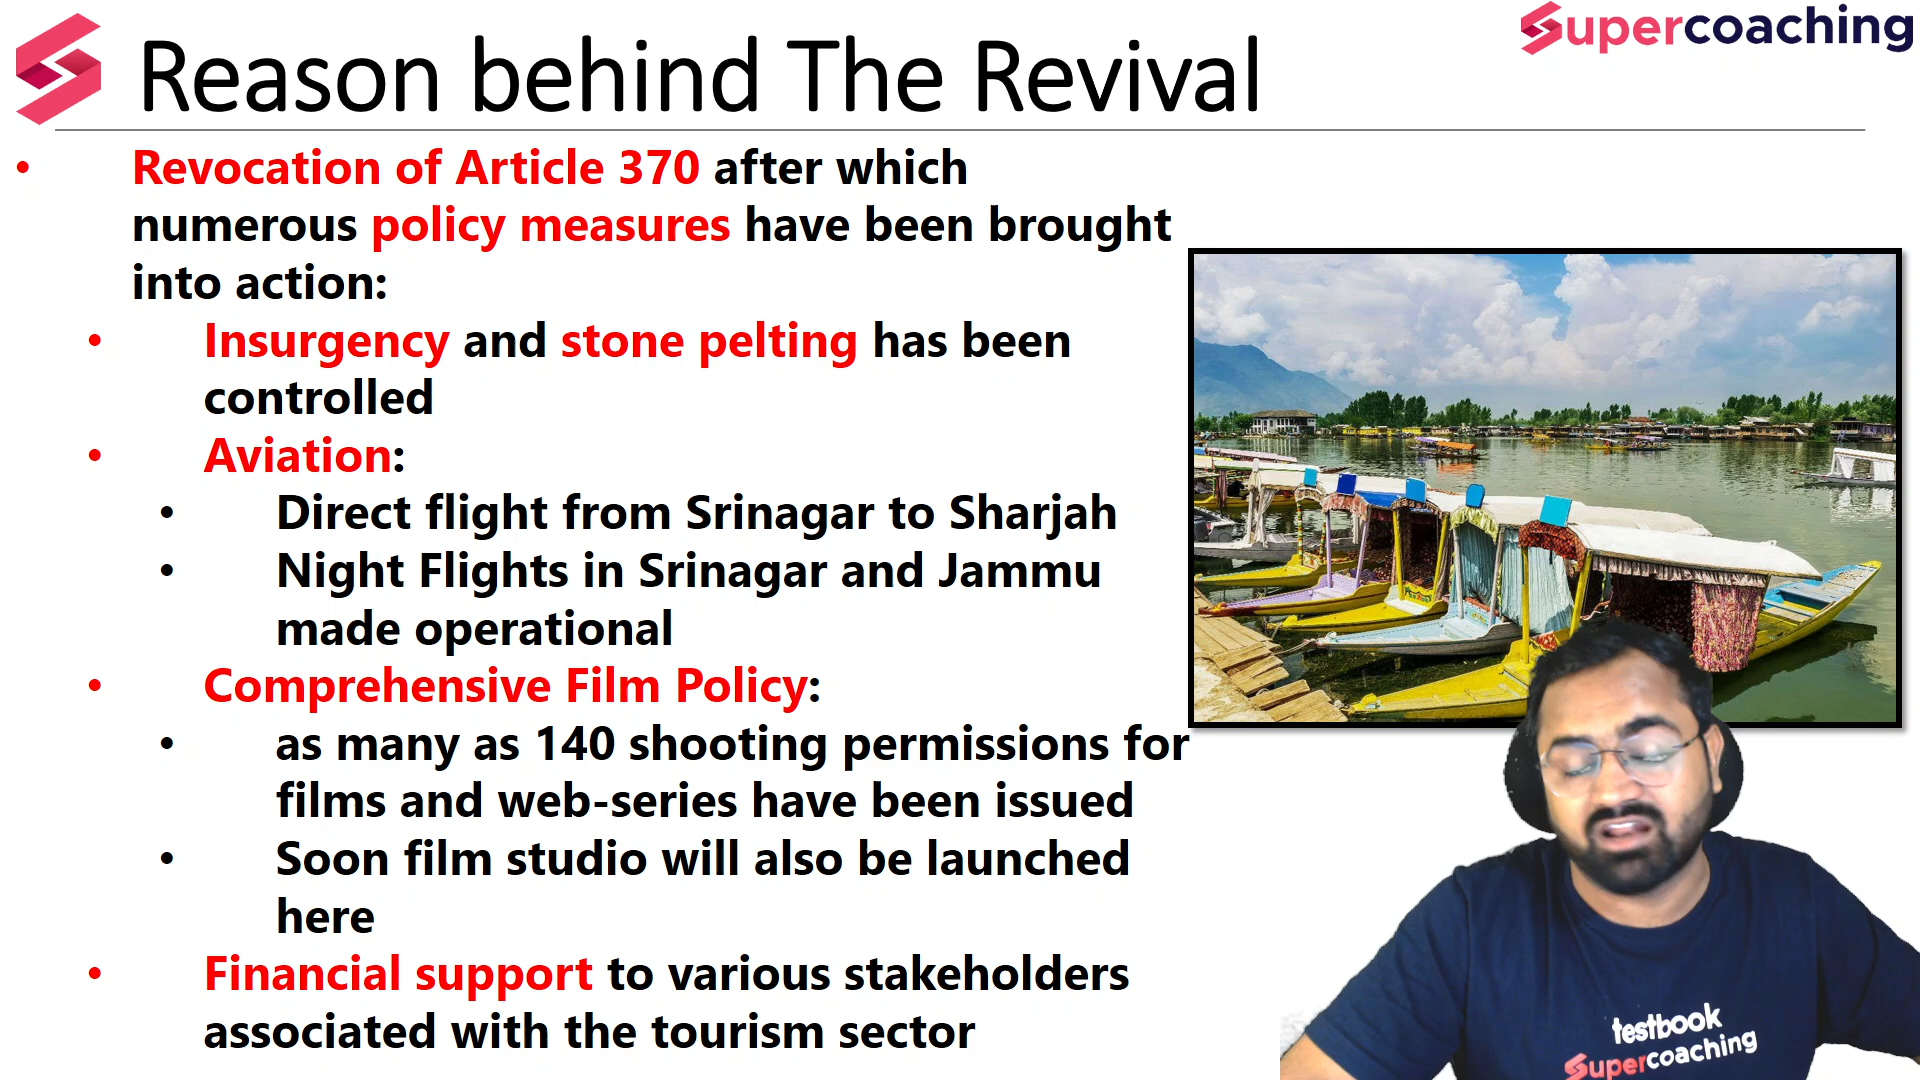 Supercoaching
Reason behind The Revival
• Revocation of Article 370 after which
numerous policy measures have been brought
into action:
• Insurgency and stone pelting has been
controlled
• Aviation:
• Direct flight from Srinagar to Sharjah
• Night Flights in Srinagar and Jammu
made operational
• Comprehensive Film Policy:
• as many as 140 shooting permissions for
films and web-series have been issued
• Soon film studio will also be launched
here
• Financial support to various stakeholders
associated with the tourism sector
testbook
Supercoaching